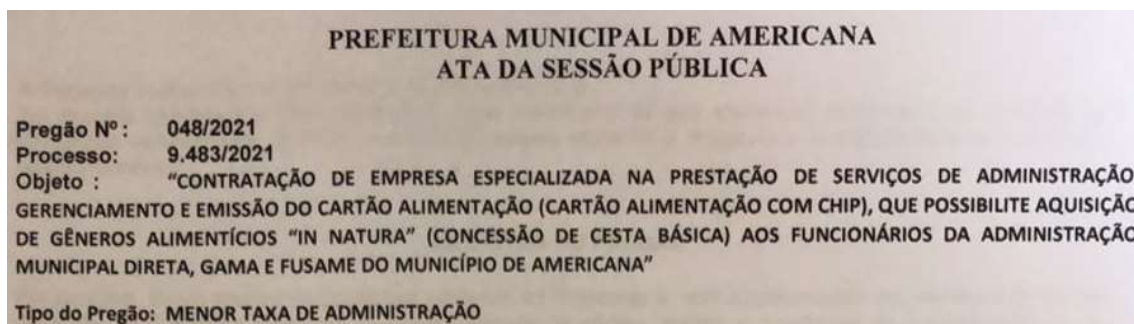 PREFEITURA MUNICIPAL DE AMERICANA
ATA DA SESSÃO PÚBLICA
Pregão Nº : 048/2021
Processo: 9.483/2021
Objeto : "CONTRATAÇÃO DE EMPRESA ESPECIALIZADA NA PRESTAÇÃO DE SERVIÇOS DE ADMINISTRAÇÃO
GERENCIAMENTO E EMISSÃO DO CARTÃO ALIMENTAÇÃO (CARTÃO ALIMENTAÇÃO COM CHIP), QUE POSSIBILITE AQUISIÇÃO
DE GÊNEROS ALIMENTÍCIOS "IN NATURA" (CONCESSÃO DE CESTA BÁSICA) AOS FUNCIONÁRIOS DA ADMINISTRAÇÃO
MUNICIPAL DIRETA, GAMA E FUSAME DO MUNICÍPIO DE AMERICANA"
Tipo do Pregão: MENOR TAXA DE ADMINISTRAÇÃO